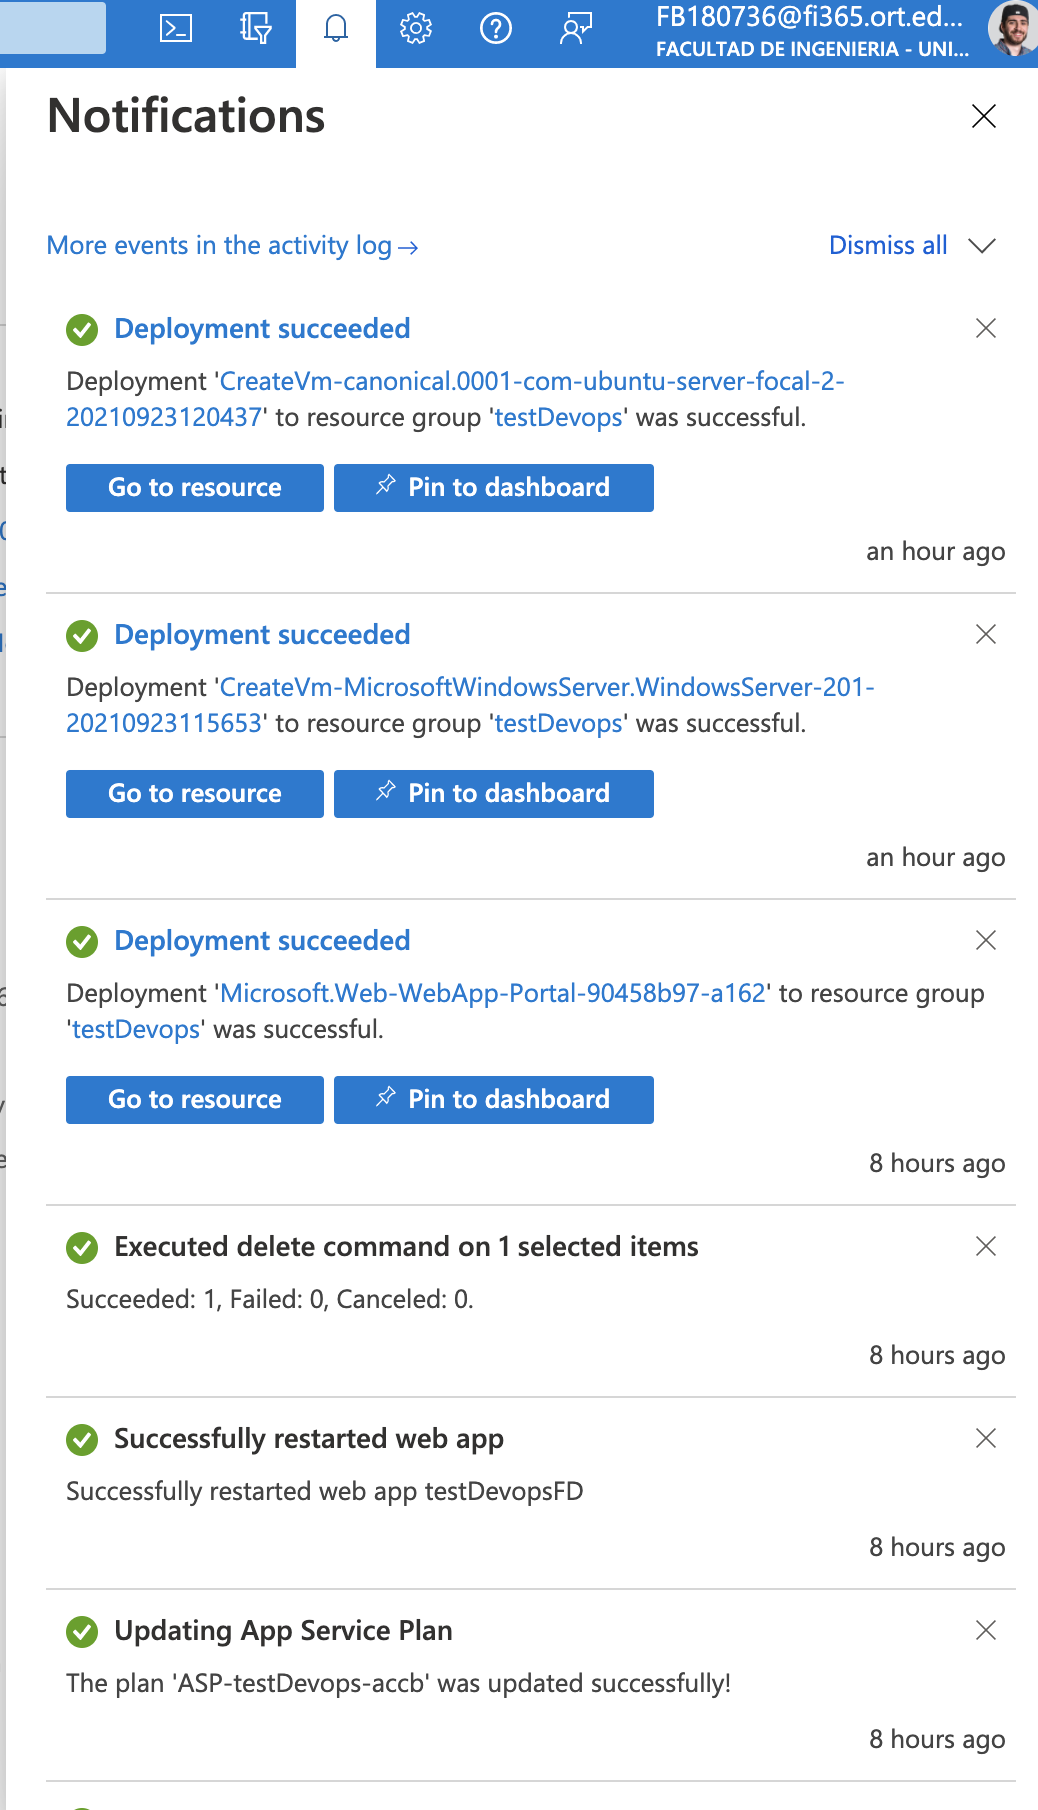 FB180736@fi365.ort.ed...
FACULTAD DE INGENIERIA - UNI...
Notifications
More events in the activity log→
Dismiss all
Deployment succeeded
Deployment 'CreateVm-canonical.0001-com-ubuntu-server-focal-2-
20210923120437' to resource group 'testDevops' was successful.
Go to resource
Pin to dashboard
an hour ago
Deployment succeeded
Deployment 'CreateVm-MicrosoftWindowsServer.WindowsServer-201-
20210923115653' to resource group 'testDevops' was successful.
Go to resource
Pin to dashboard
an hour ago
Deployment succeeded
Deployment 'Microsoft.Web-WebApp-Portal-90458b97-a162' to resource group
'testDevops' was successful.
Go to resource
Pin to dashboard
8 hours ago
Executed delete command on 1 selected items
Succeeded: 1, Failed: 0, Canceled: 0.
8 hours ago
Successfully restarted web app
Successfully restarted web app testDevopsFD
8 hours ago
Updating App Service Plan
The plan 'ASP-testDevops-accb' was updated successfully!
8 hours ago